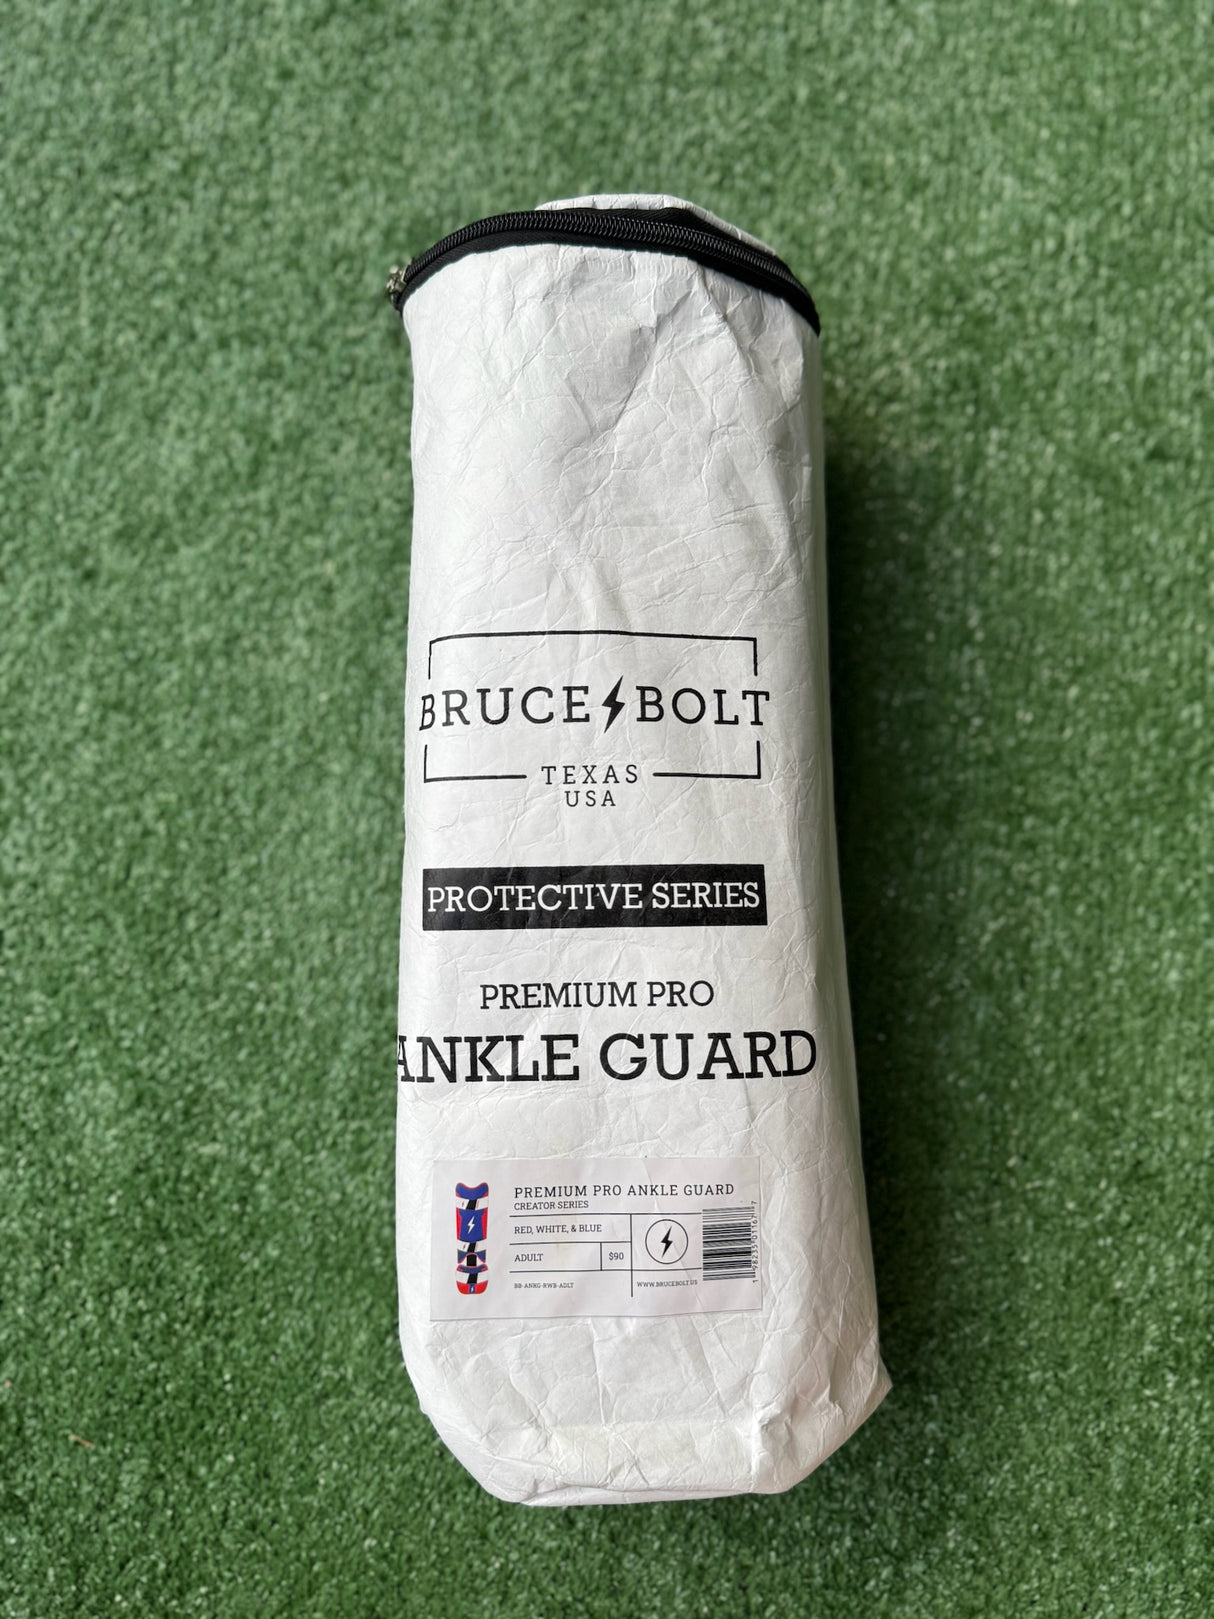 BRUCE BOLT
TEXAS
USA
PROTECTIVE SERIES
PREMIUM PRO
ANKLE GUARD
PREMIUM PRO ANKLE GUARD
CREATOR SERIES
RED, WHITE, & BLUE
ADULT
$90
BB-ANKG-RWB-ADLT
WWW.BRUCEBOLT.US